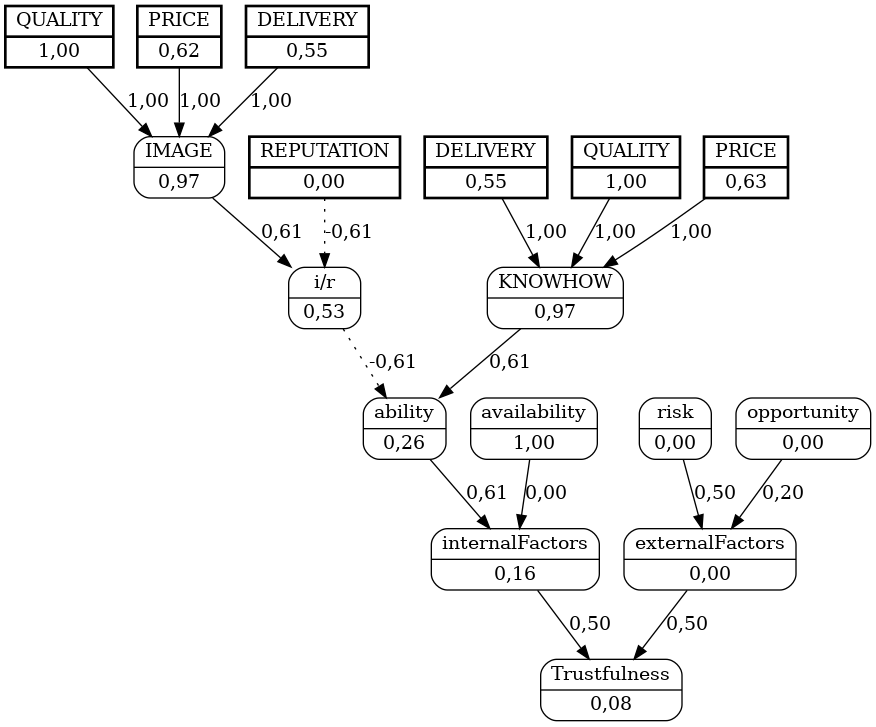 QUALITY
1,00
PRICE
0,62
DELIVERY
0,55
1,00
1,00
1,00
IMAGE
0,97
REPUTATION
0,00
DELIVERY
0,55
QUALITY
1,00
PRICE
0,63
0,61
-0,61
1,00
1,00
1,00
i/r
0,53
KNOWHOW
0,97
-0,61
0,61
ability
0,26
availability
1,00
risk
0,00
opportunity
0,00
0,61
0,00
0,50
0,20
internalFactors
0,16
externalFactors
0,00
0,50
0,50
Trustfulness
0,08